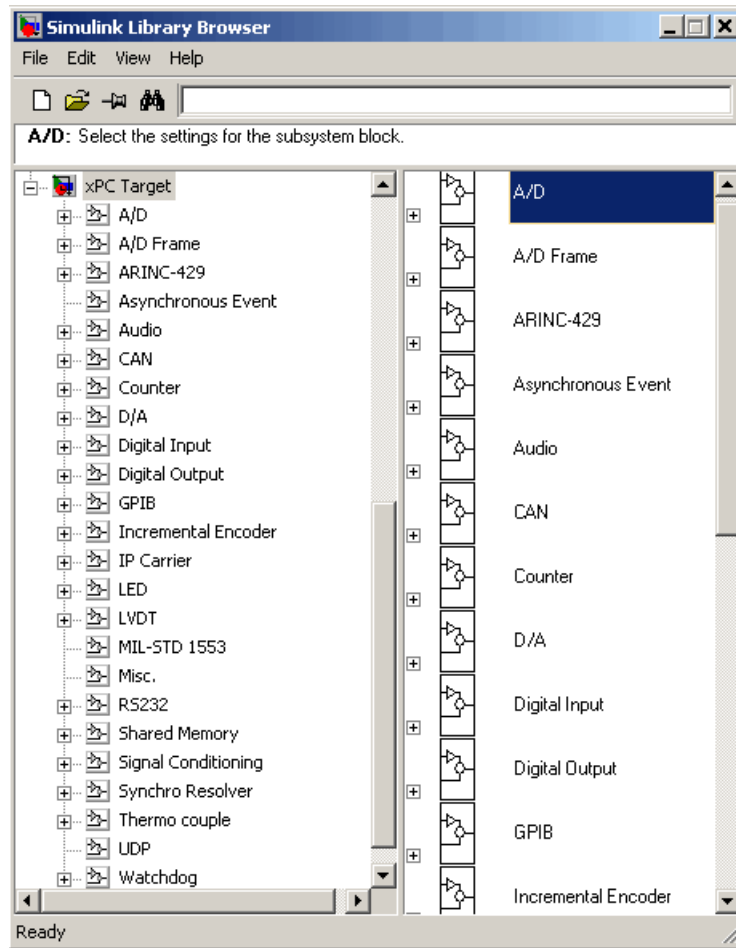 Simulink Library Browser
File Edit View Help
A/D: Select the settings for the subsystem block.
xPC Target
A/D
A/D Frame
ARINC-429
Asynchronous Event
Audio
CAN
Counter
D/A
Digital Input
Digital Output
GPIB
Incremental Encoder
IP Carrier
LED
LVDT
MIL-STD 1553
Misc.
RS232
Shared Memory
Signal Conditioning
Synchro Resolver
Thermo couple
UDP
Watchdog
A/D
A/D Frame
ARINC-429
Asynchronous Event
Audio
CAN
Counter
D/A
Digital Input
Digital Output
GPIB
Incremental Encoder
Ready